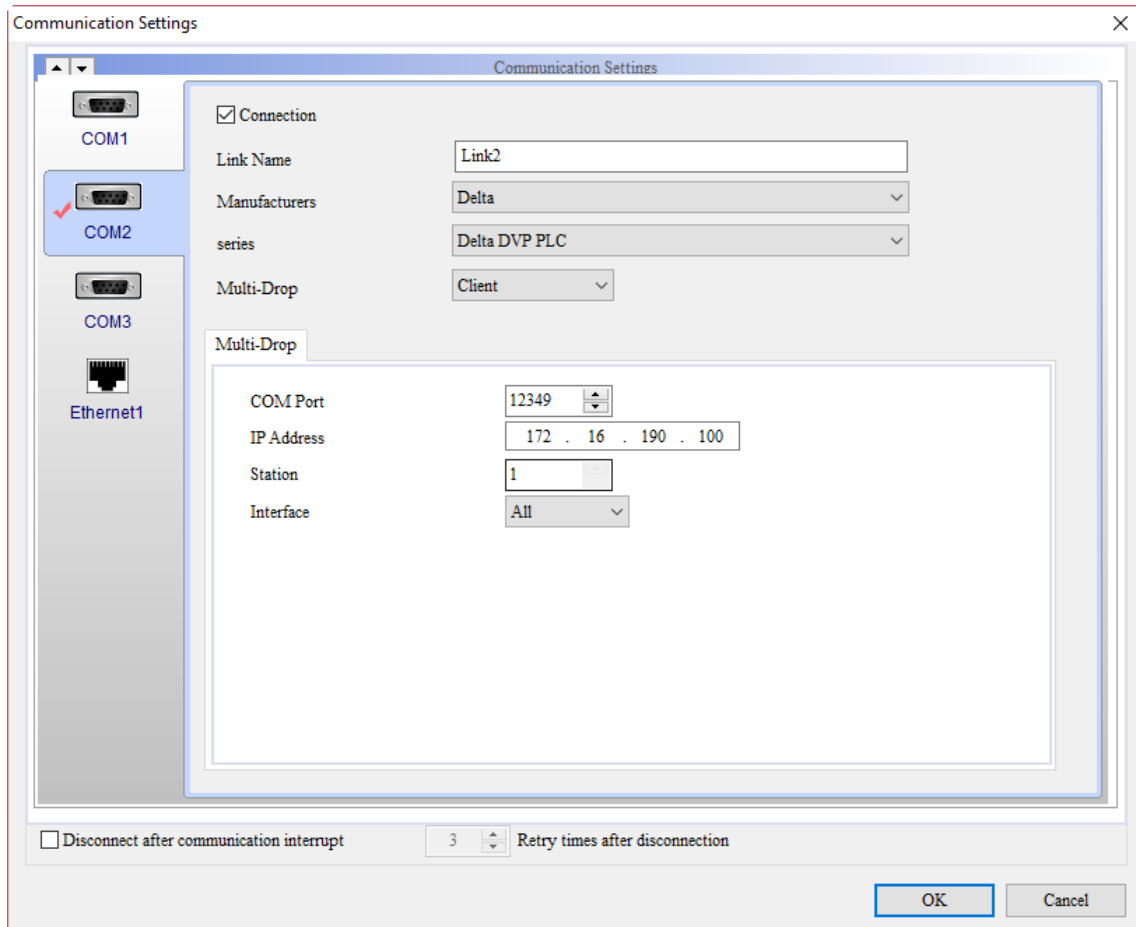 Communication Settings
Communication Settings
COM1
COM2
COM3
Ethernet1
Connection
Link Name Link2
Manufacturers Delta
series Delta DVP PLC
Multi-Drop Client
Multi-Drop
COM Port 12349
IP Address 172 . 16 . 190 . 100
Station 1
Interface All
Disconnect after communication interrupt 3 Retry times after disconnection
OK Cancel